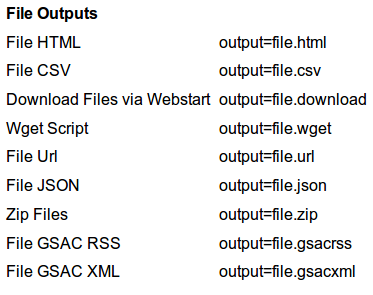 File Outputs
File HTML output=file.html
File CSV output=file.csv
Download Files via Webstart output=file.download
Wget Script output=file.wget
File Url output=file.url
File JSON output=file.json
Zip Files output=file.zip
File GSAC RSS output=file.gsacrss
File GSAC XML output=file.gsacxml